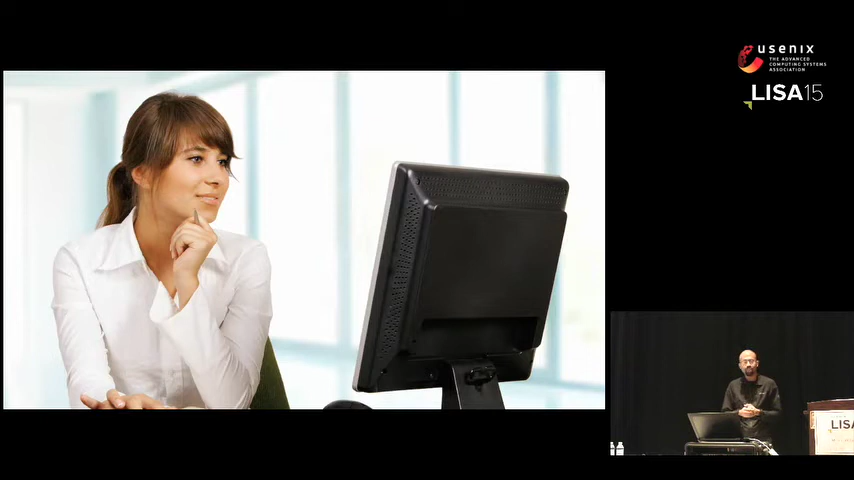 usenix
THE ADVANCED
COMPUTING SYSTEMS
ASSOCIATION
LISA15
LISA